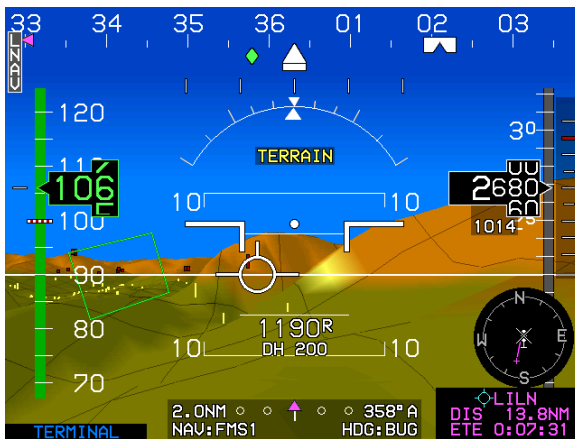 33 34 35 36 01 02 03
LNAV
120
3⁰
110
TERRAIN
106
2680
10 10
100
1014
90
80
1190R
DH 200
10 10
70
N
E
S
W
LILN
DIS 13.8NM
ETE 0:07:31
2.0NM 358°A
NAV:FMS1 HDG:BUG
TERMINAL